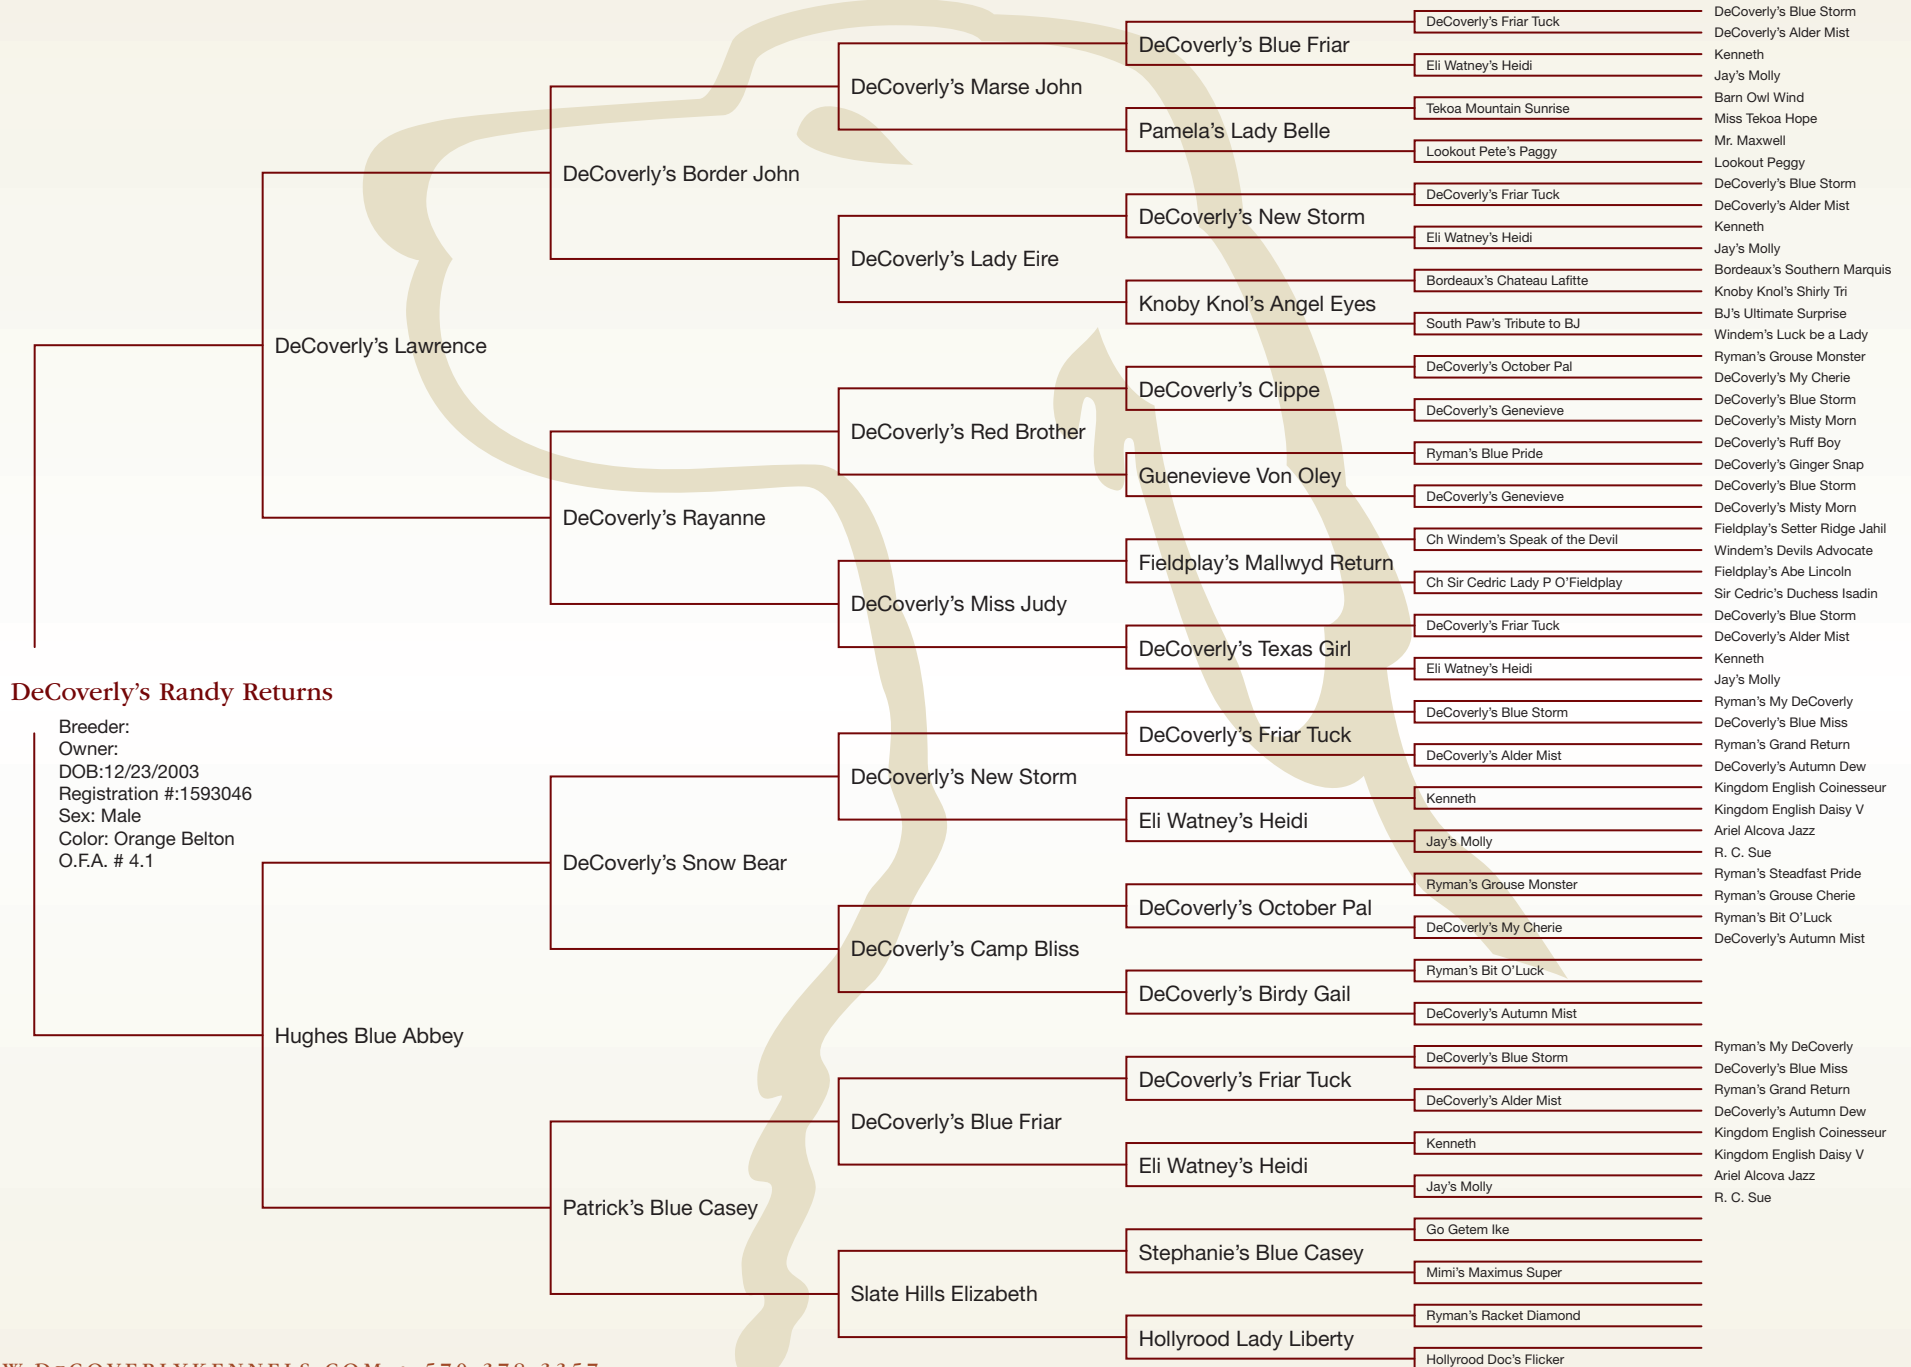 DeCoverly's Randy Returns
Breeder:
Owner:
DOB:12/23/2003
Registration #:1593046
Sex: Male
Color: Orange Belton
O.F.A. # 4.1
DeCoverly's Lawrence
Hughes Blue Abbey
DeCoverly's Border John
DeCoverly's Rayanne
DeCoverly's Snow Bear
Patrick's Blue Casey
DeCoverly's Marse John
DeCoverly's Lady Eire
DeCoverly's Red Brother
DeCoverly's Miss Judy
DeCoverly's New Storm
DeCoverly's Camp Bliss
DeCoverly's Blue Friar
Slate Hills Elizabeth
DeCoverly's Blue Friar
Pamela's Lady Belle
DeCoverly's New Storm
Knoby Knol's Angel Eyes
DeCoverly's Clippe
Guenevieve Von Oley
Fieldplay's Mallwyd Return
DeCoverly's Texas Girl
DeCoverly's Friar Tuck
Eli Watney's Heidi
DeCoverly's October Pal
DeCoverly's Birdy Gail
DeCoverly's Friar Tuck
Eli Watney's Heidi
Stephanie's Blue Casey
Hollyrood Lady Liberty
DeCoverly's Friar Tuck
Eli Watney's Heidi
Tekoa Mountain Sunrise
Lookout Pete's Paggy
DeCoverly's Friar Tuck
Eli Watney's Heidi
Bordeaux's Chateau Lafitte
South Paw's Tribute to BJ
DeCoverly's October Pal
DeCoverly's Genevieve
Ryman's Blue Pride
DeCoverly's Genevieve
Ch Windem's Speak of the Devil
Ch Sir Cedric Lady P O'Fieldplay
DeCoverly's Friar Tuck
Eli Watney's Heidi
DeCoverly's Blue Storm
DeCoverly's Alder Mist
Kenneth
Jay's Molly
Ryman's Grouse Monster
DeCoverly's My Cherie
Ryman's Bit O'Luck
DeCoverly's Autumn Mist
DeCoverly's Blue Storm
DeCoverly's Alder Mist
Kenneth
Jay's Molly
Go Getem Ike
Mimi's Maximus Super
Ryman's Racket Diamond
Hollyrood Doc's Flicker
DeCoverly's Blue Storm
DeCoverly's Alder Mist
Kenneth
Jay's Molly
Barn Owl Wind
Miss Tekoa Hope
Mr. Maxwell
Lookout Peggy
DeCoverly's Blue Storm
DeCoverly's Alder Mist
Kenneth
Jay's Molly
Bordeaux's Southern Marquis
Knoby Knol's Shirly Tri
BJ's Ultimate Surprise
Windem's Luck be a Lady
Ryman's Grouse Monster
DeCoverly's My Cherie
DeCoverly's Blue Storm
DeCoverly's Misty Morn
DeCoverly's Ruff Boy
DeCoverly's Ginger Snap
DeCoverly's Blue Storm
DeCoverly's Misty Morn
Fieldplay's Setter Ridge Jahil
Windem's Devils Advocate
Fieldplay's Abe Lincoln
Sir Cedric's Duchess Isadin
DeCoverly's Blue Storm
DeCoverly's Alder Mist
Kenneth
Jay's Molly
Ryman's My DeCoverly
DeCoverly's Blue Miss
Ryman's Grand Return
DeCoverly's Autumn Dew
Kingdom English Coinesseur
Kingdom English Daisy V
Ariel Alcova Jazz
R. C. Sue
Ryman's Steadfast Pride
Ryman's Grouse Cherie
Ryman's Bit O'Luck
DeCoverly's Autumn Mist
Ryman's My DeCoverly
DeCoverly's Blue Miss
Ryman's Grand Return
DeCoverly's Autumn Dew
Kingdom English Coinesseur
Kingdom English Daisy V
Ariel Alcova Jazz
R. C. Sue